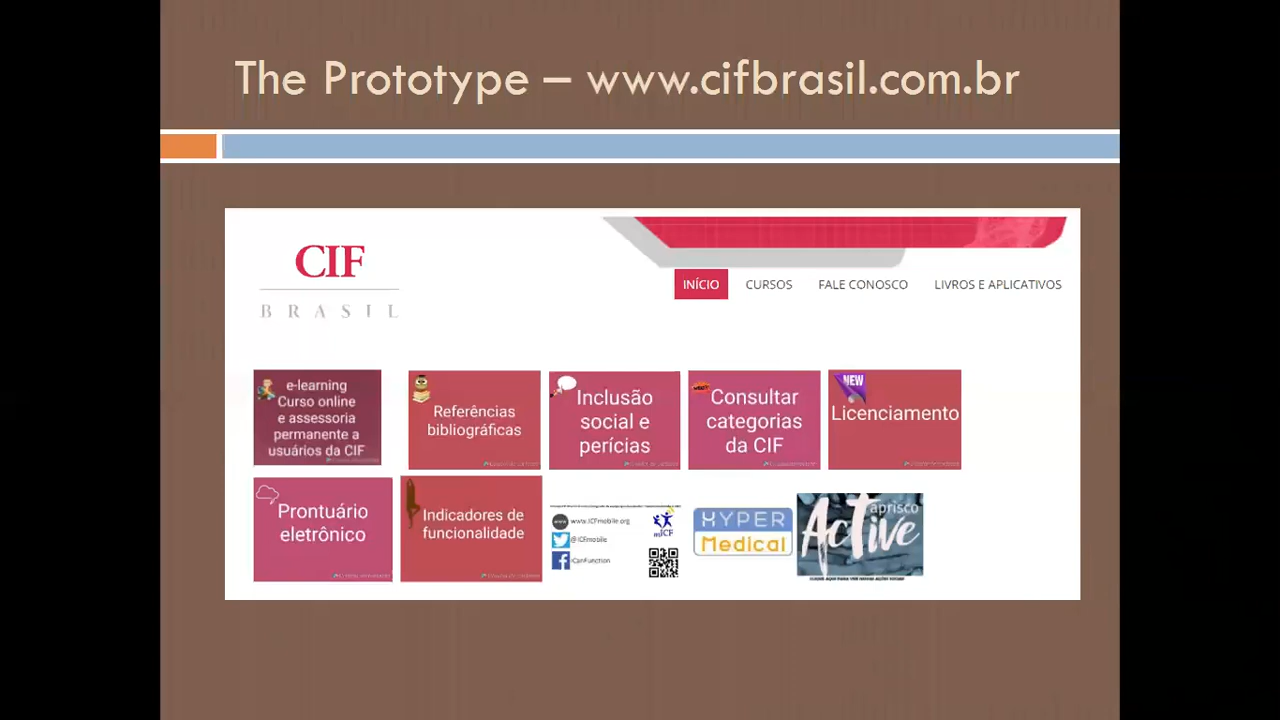 The Prototype – www.cifbrasil.com.br
CIF
BRASIL
INÍCIO
CURSOS
FALE CONOSCO
LIVROS E APLICATIVOS
e-learning
Curso online
e assessoria
permanente a
usuários da CIF
Referências
bibliográficas
Inclusão
social e
perícias
Consultar
categorias
da CIF
NEW
Licenciamento
Prontuário
eletrônico
Indicadores de
funcionalidade
www.ICFmobile.org
@ICFmobile
ICanFunction
mICF
HYPER
Medical
aprisco
Active